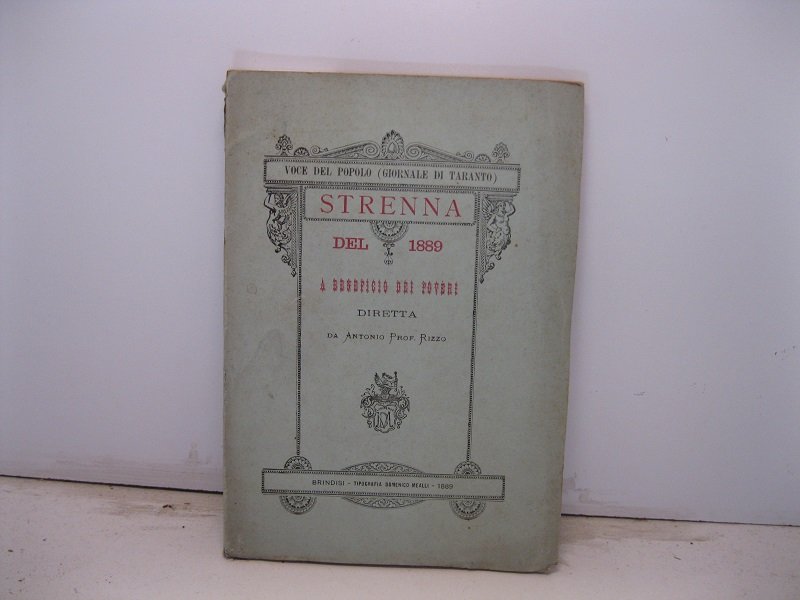 VOCE DEL POPOLO (GIORNALE DI TARANTO)
STRENNA
DEL 1889
A BENEFICIO DEI POVERI
DIRETTA
DA ANTONIO PROF. RIZZO
BRINDISI - TIPOGRAFIA DOMENICO MEALLI - 1889